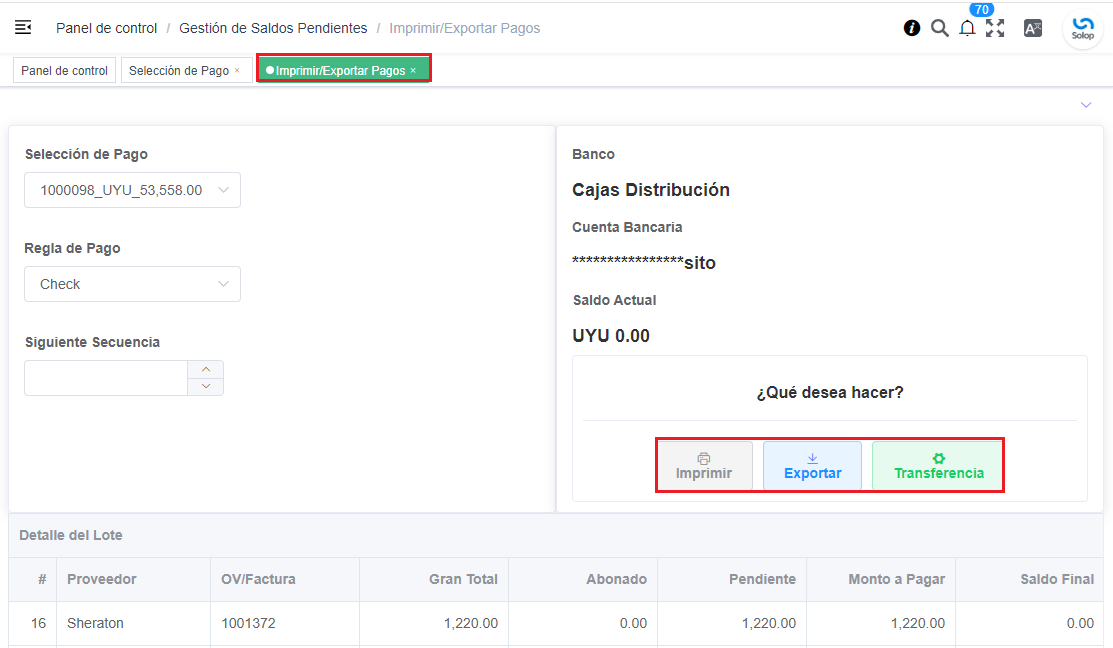 Panel de control / Gestión de Saldos Pendientes / Imprimir/Exportar Pagos
70
Solop
Panel de control
Selección de Pago ×
Imprimir/Exportar Pagos ×
Selección de Pago
1000098_UYU_53,558.00
Regla de Pago
Check
Siguiente Secuencia
Banco
Cajas Distribución
Cuenta Bancaria
****************sito
Saldo Actual
UYU 0.00
¿Qué desea hacer?
Imprimir
Exportar
Transferencia
Detalle del Lote
# Proveedor OV/Factura Gran Total Abonado Pendiente Monto a Pagar Saldo Final
16 Sheraton 1001372 1,220.00 0.00 1,220.00 1,220.00 0.00